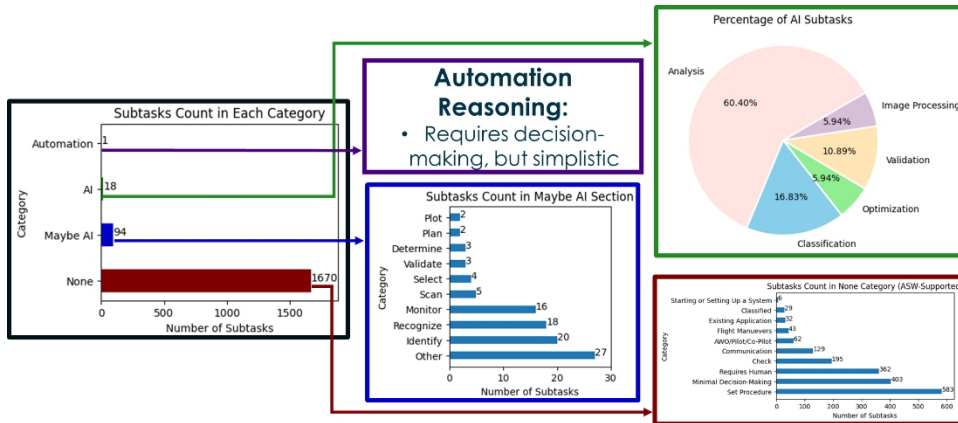 Subtasks Count in Each Category
Category
Automation
1
AI
18
Maybe AI
94
None
1670
0
500
1000
1500
Number of Subtasks
Automation
Reasoning:
• Requires decision-
making, but simplistic
Subtasks Count in Maybe AI Section
Category
Plot
2
Plan
2
Determine
3
Validate
3
Select
4
Scan
5
Monitor
16
Recognize
18
Identify
20
Other
27
0
10
20
30
Number of Subtasks
Percentage of AI Subtasks
Analysis
60.40%
Image Processing
5.94%
Validation
10.89%
Optimization
5.94%
Classification
16.83%
Subtasks Count in None Category (ASW-Supported
Category
Starting or Setting Up a System
6
Classified
29
Existing Application
32
Flight Manuevers
43
AWO/Pilot/Co-Pilot
62
Communication
129
Check
195
Requires Human
362
Minimal Decision-Making
403
Set Procedure
583
0
100
200
300
400
500
600
Number of Subtasks